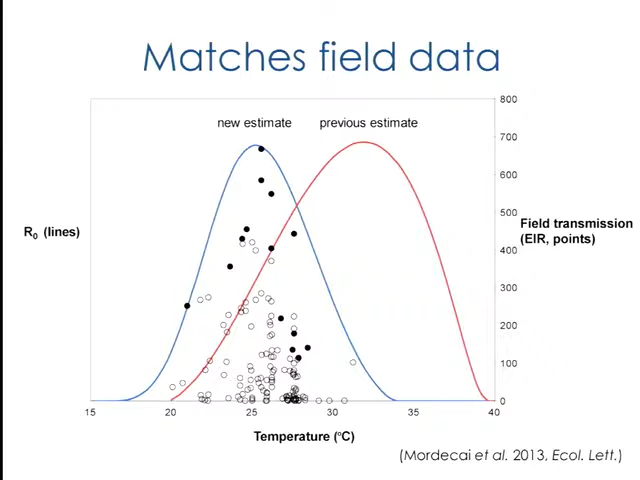 Matches field data
new estimate
previous estimate
800
700
600
500
400
300
200
100
0
R0 (lines)
Field transmission
(EIR, points)
15 20 25 30 35 40
Temperature (°C)
(Mordecai et al. 2013, Ecol. Lett.)